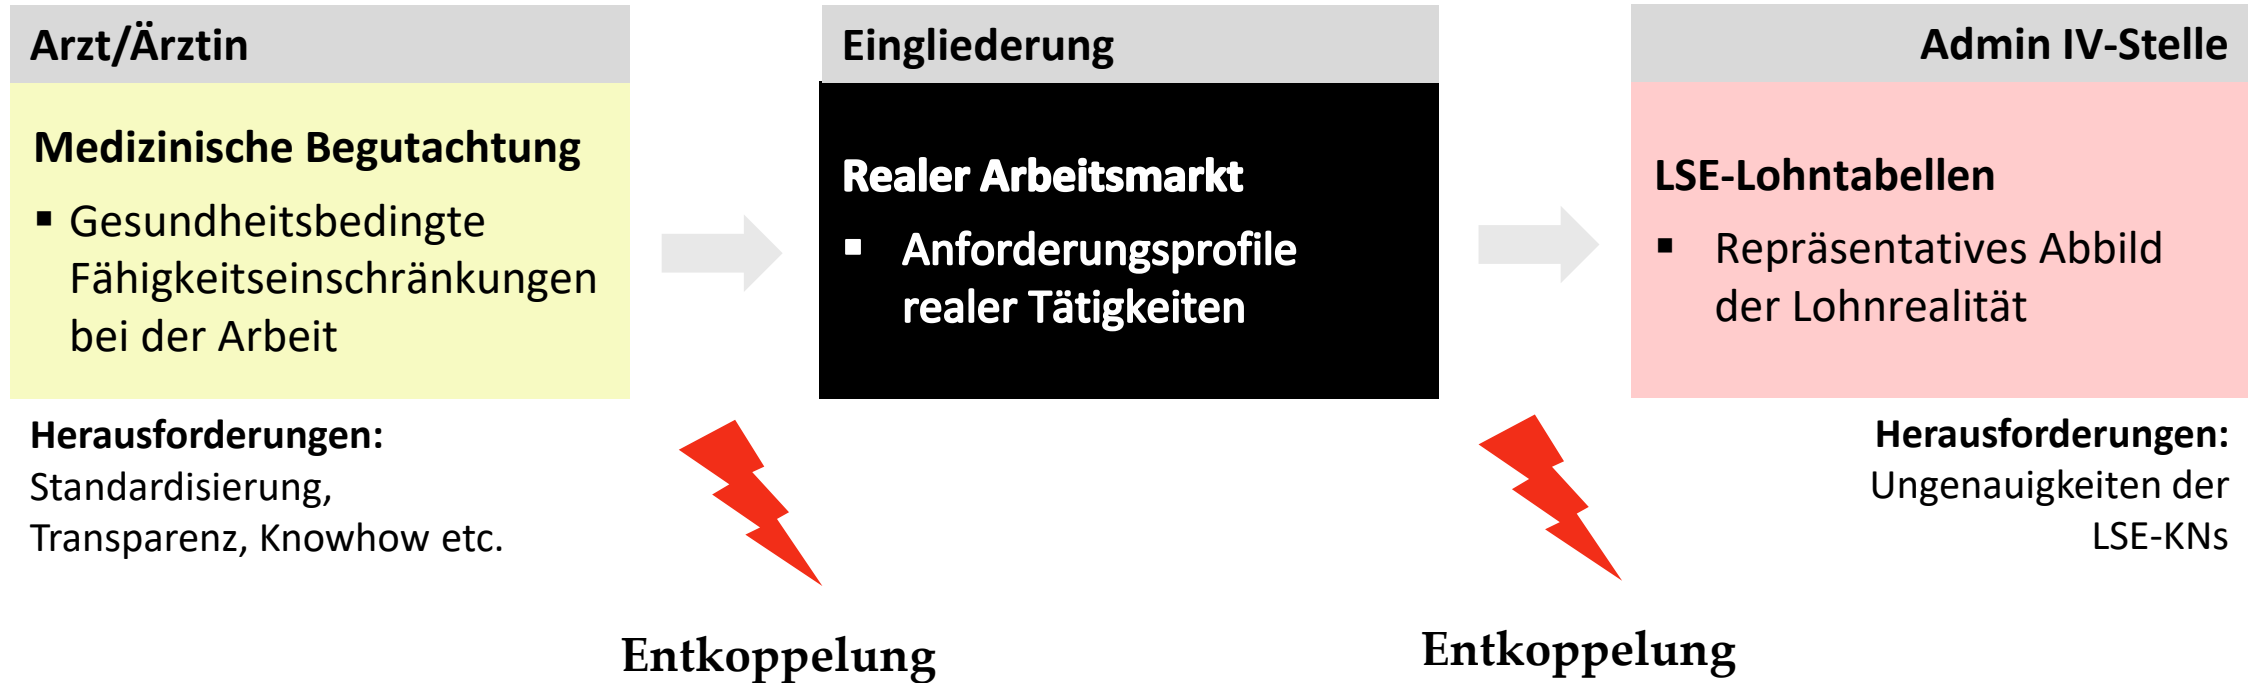 Arzt/Ärztin
Medizinische Begutachtung
▪ Gesundheitsbedingte
Fähigkeitseinschränkungen
bei der Arbeit
Herausforderungen:
Standardisierung,
Transparenz, Knowhow etc.
Eingliederung
Realer Arbeitsmarkt
▪ Anforderungsprofile
realer Tätigkeiten
Admin IV-Stelle
LSE-Lohntabellen
▪ Repräsentatives Abbild
der Lohnrealität
Herausforderungen:
Ungenauigkeiten der
LSE-KNs
Entkoppelung
Entkoppelung